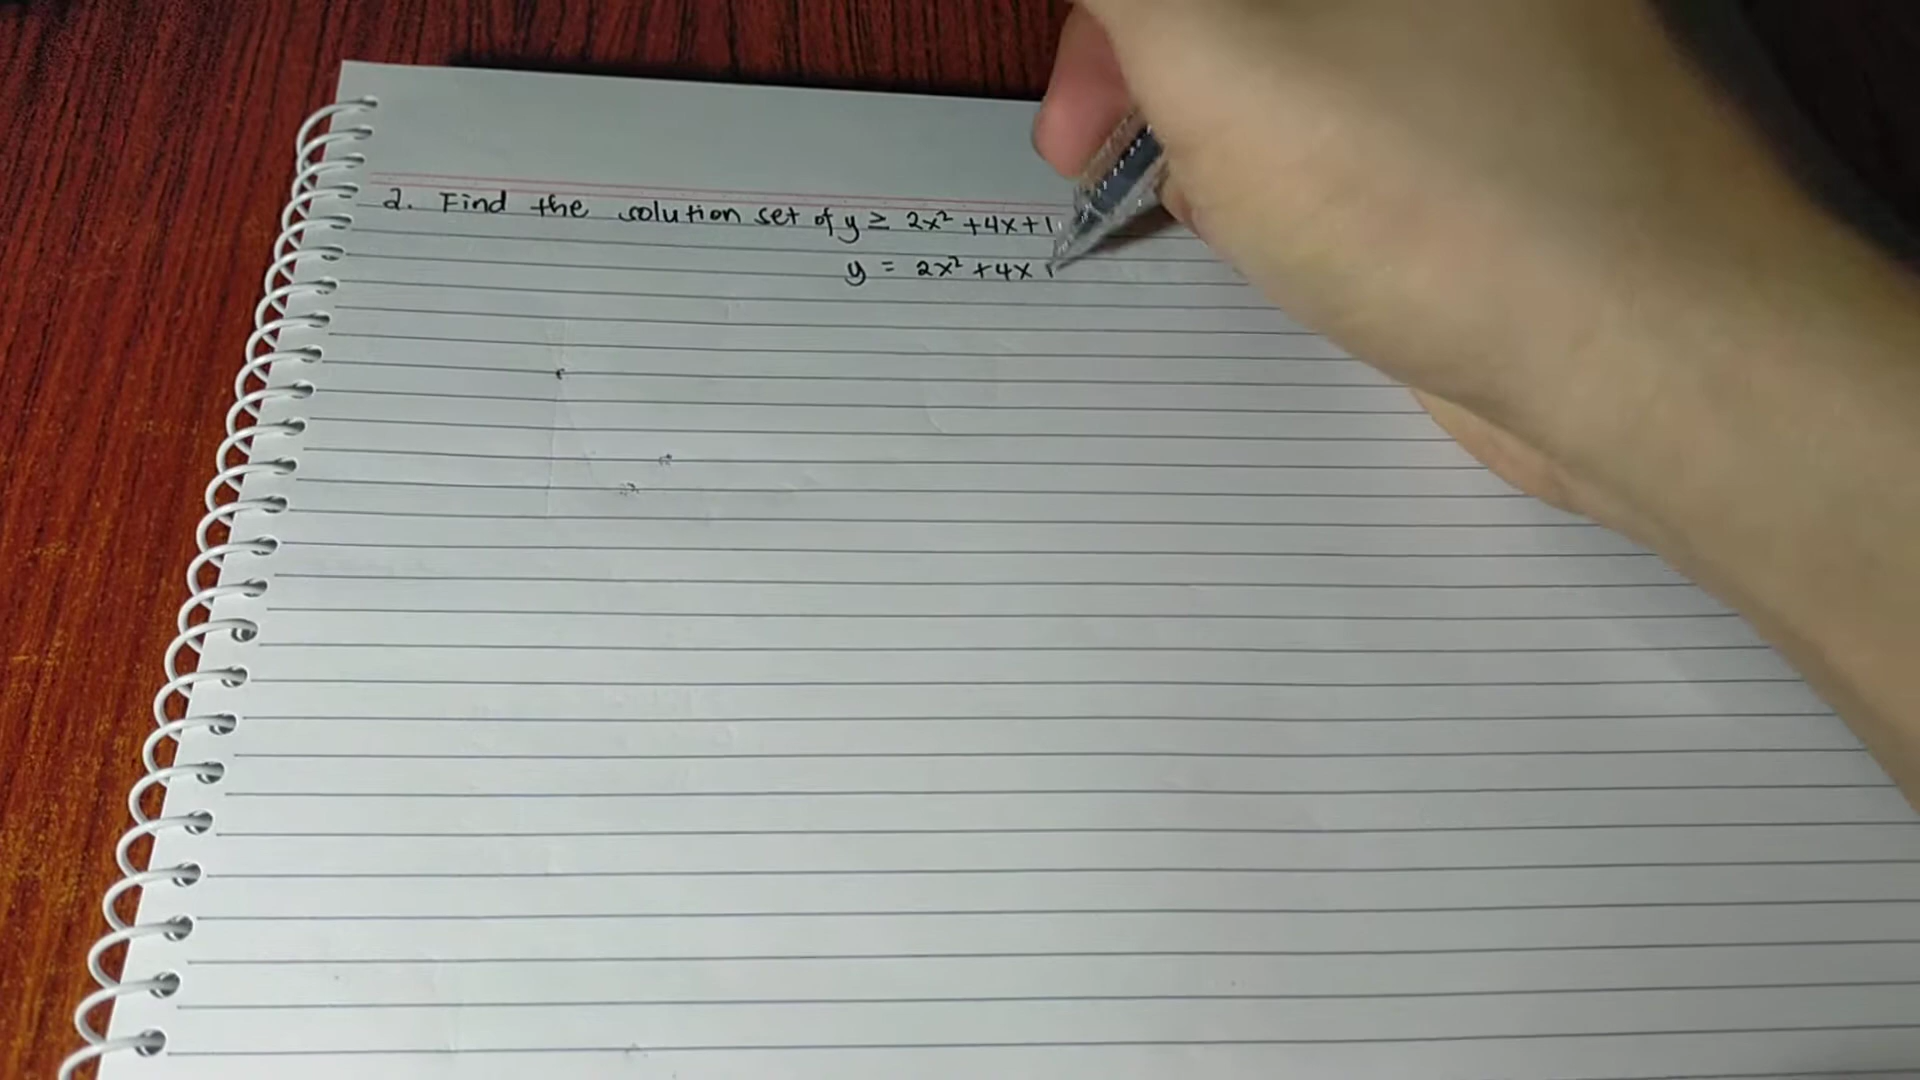 2. Find the solution set of y ≥ 2x² +4x+1
y = 2x² +4x